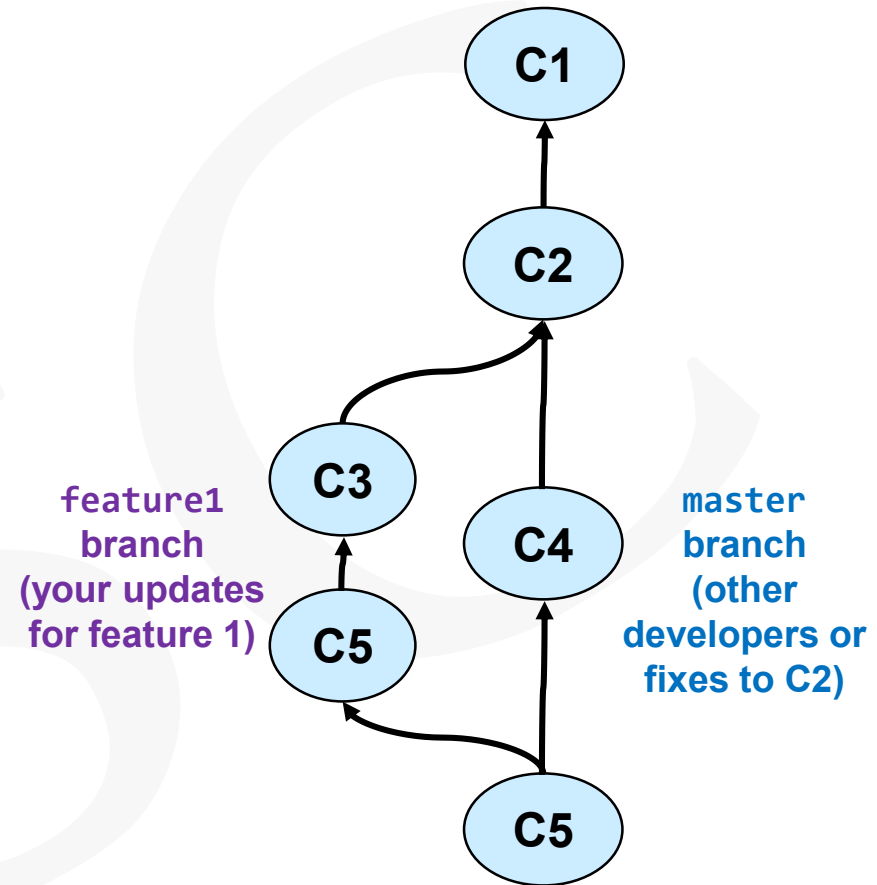 C1
C2
C3
feature1
branch
(your updates
for feature 1)
C4
master
branch
(other
developers or
fixes to C2)
C5
C5